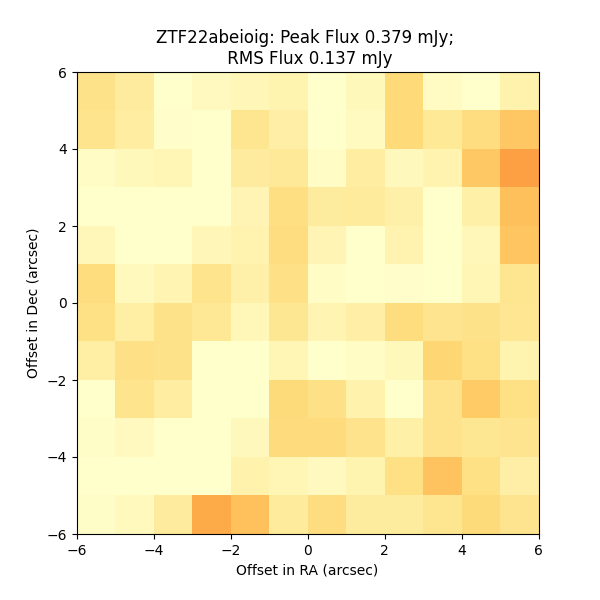 ZTF22abeioig: Peak Flux 0.379 mJy;
RMS Flux 0.137 mJy
6
4
2
0
−2
−4
−6
Offset in Dec (arcsec)
−6 −4 −2 0 2 4 6
Offset in RA (arcsec)